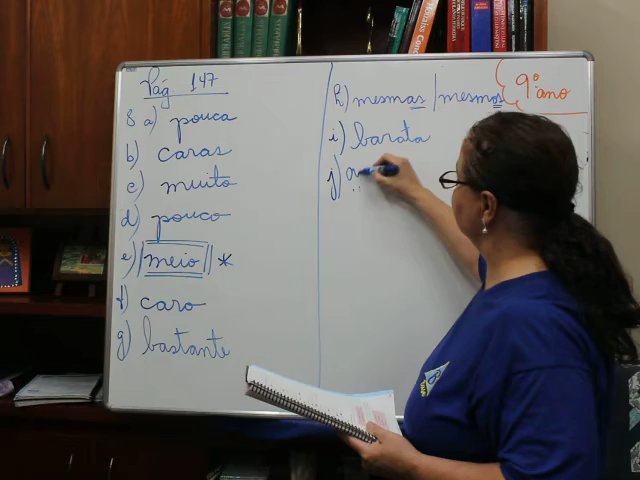 Pág. 147
8 a) pouca
b) caras
c) muito
d) pouco
e) meio *
f) caro
g) bastante
h) mesmas | mesmos
9º ano
i) barata
j)